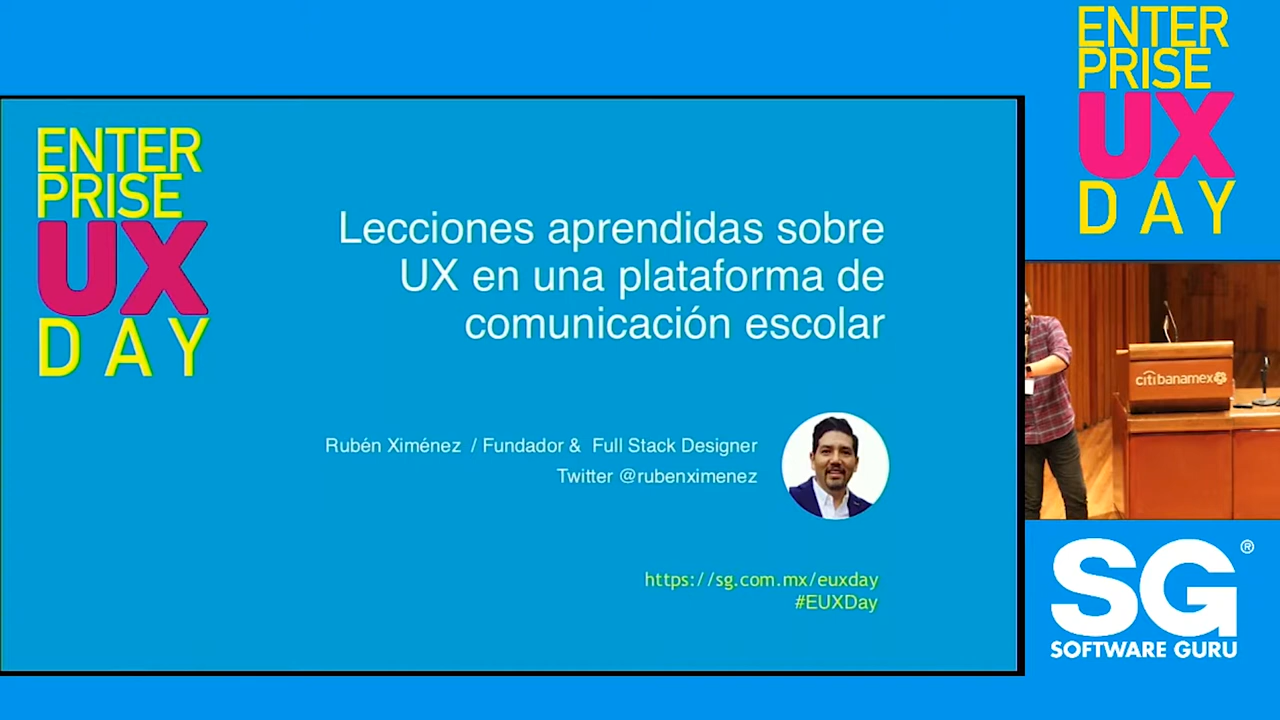 ENTER
PRISE
UX
DAY
Lecciones aprendidas sobre
UX en una plataforma de
comunicación escolar
Rubén Ximénez / Fundador & Full Stack Designer
Twitter @rubenximenez
https://sg.com.mx/euxday
#EUXDay
ENTER
PRISE
UX
DAY
citibanamex
SG®
SOFTWARE GURU